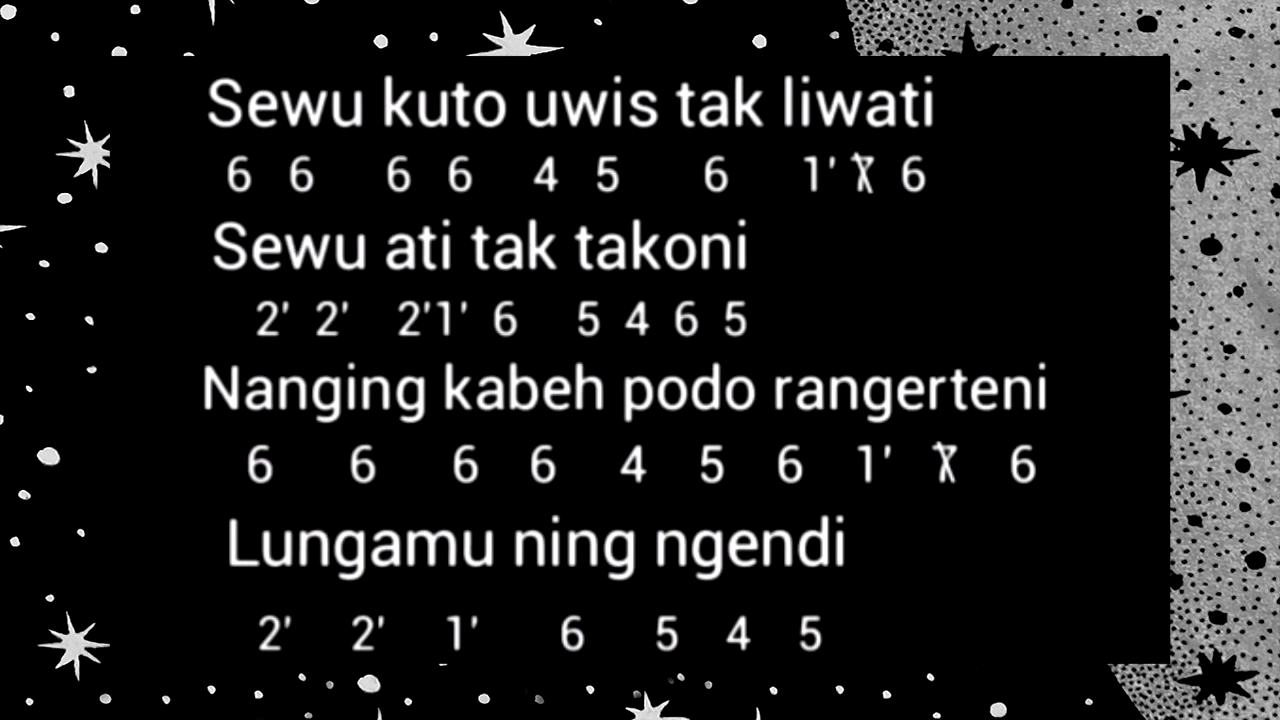 Sewu kuto uwis tak liwati
6 6 6 6 4 5 6 1' 7̷ 6
Sewu ati tak takoni
2' 2' 2'1' 6 5 4 6 5
Nanging kabeh podo rangerteni
6 6 6 6 4 5 6 1' 7̷ 6
Lungamu ning ngendi
2' 2' 1' 6 5 4 5